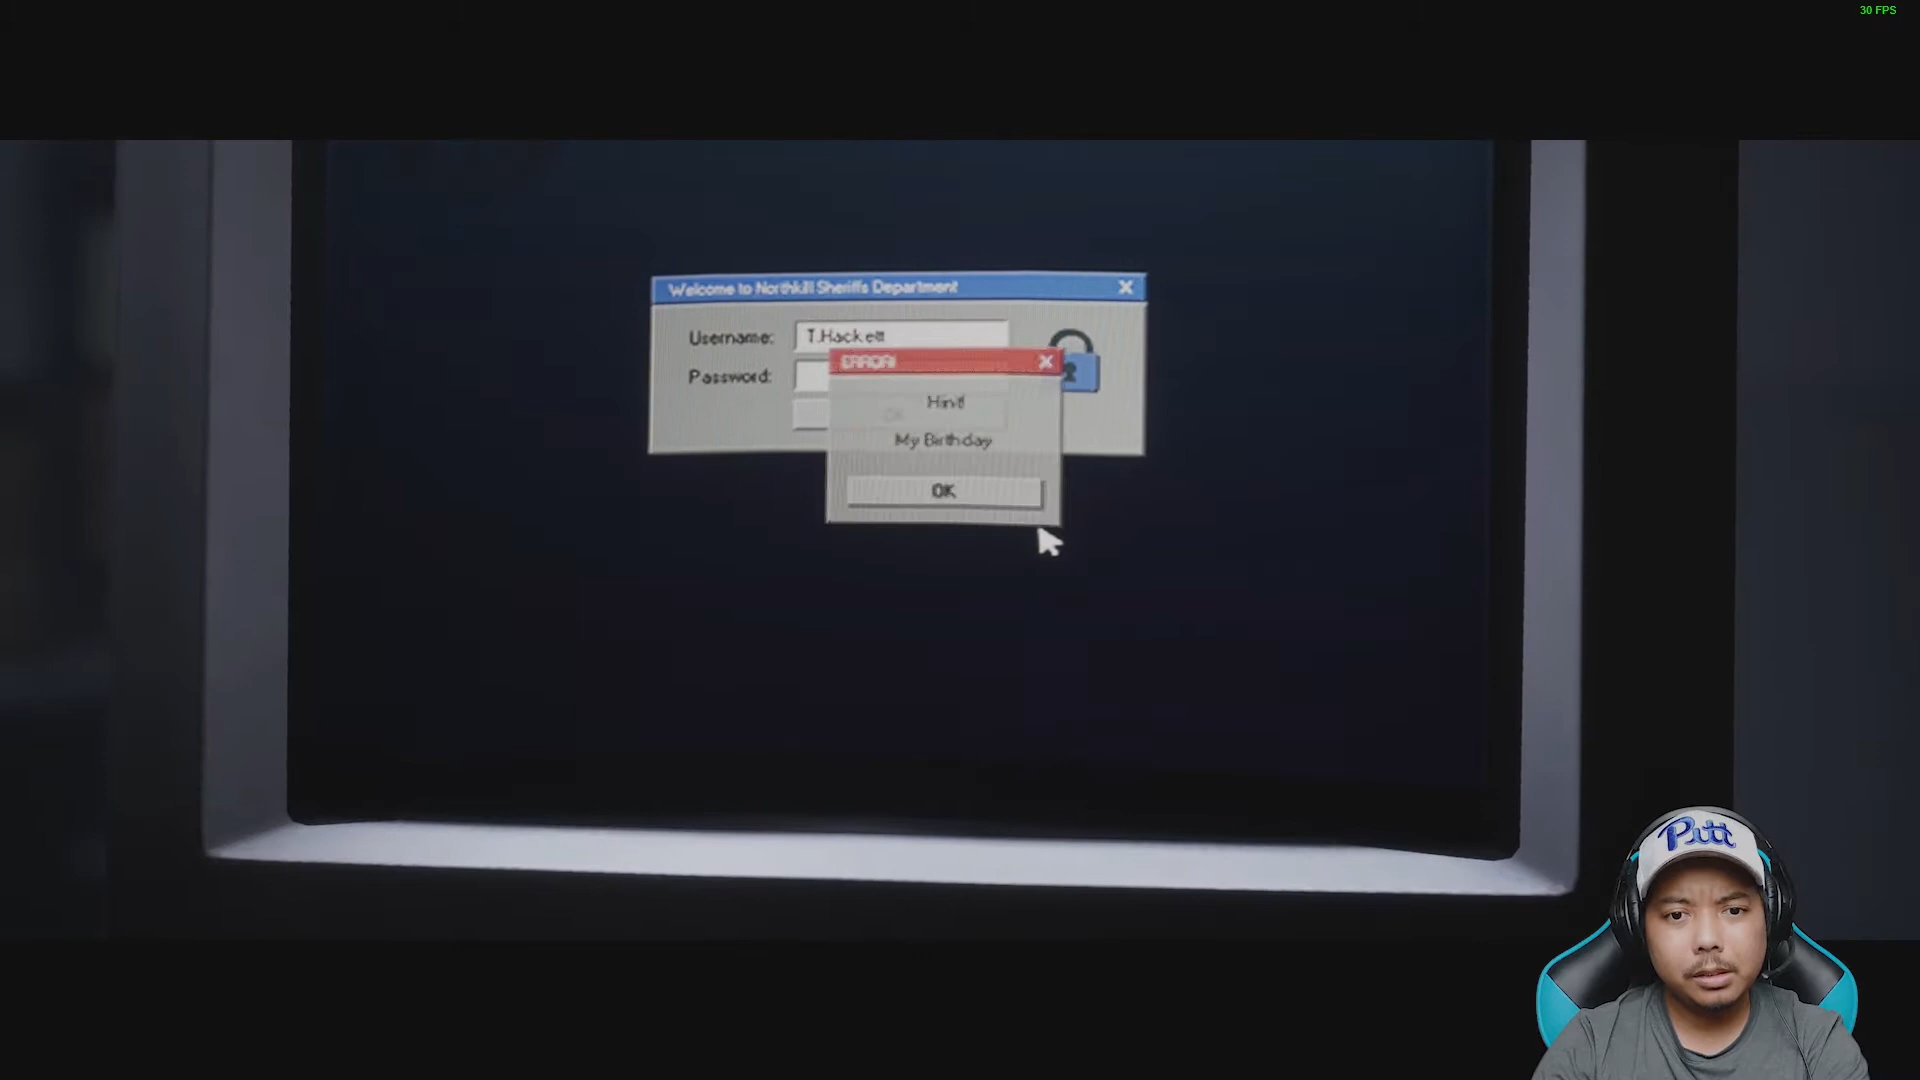 30 FPS
Welcome to Northkill Sheriffs Department
Username: T.Hackett
Password:
ERROR!
Hint!
My Birthday
OK
Pitt